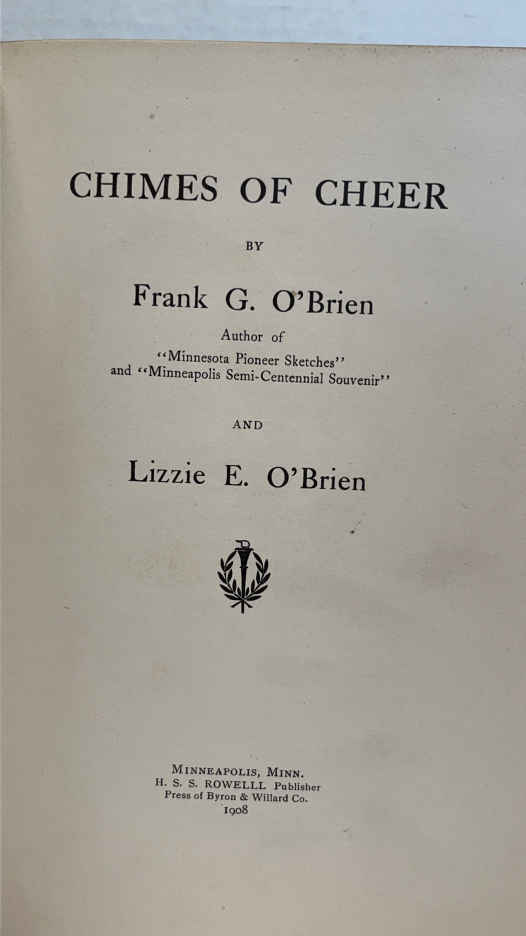 CHIMES OF CHEER
BY
Frank G. O'Brien
Author of
"Minnesota Pioneer Sketches"
and "Minneapolis Semi-Centennial Souvenir"
AND
Lizzie E. O'Brien
MINNEAPOLIS, MINN.
H. S. S. ROWELLL Publisher
Press of Byron & Willard Co.
1908